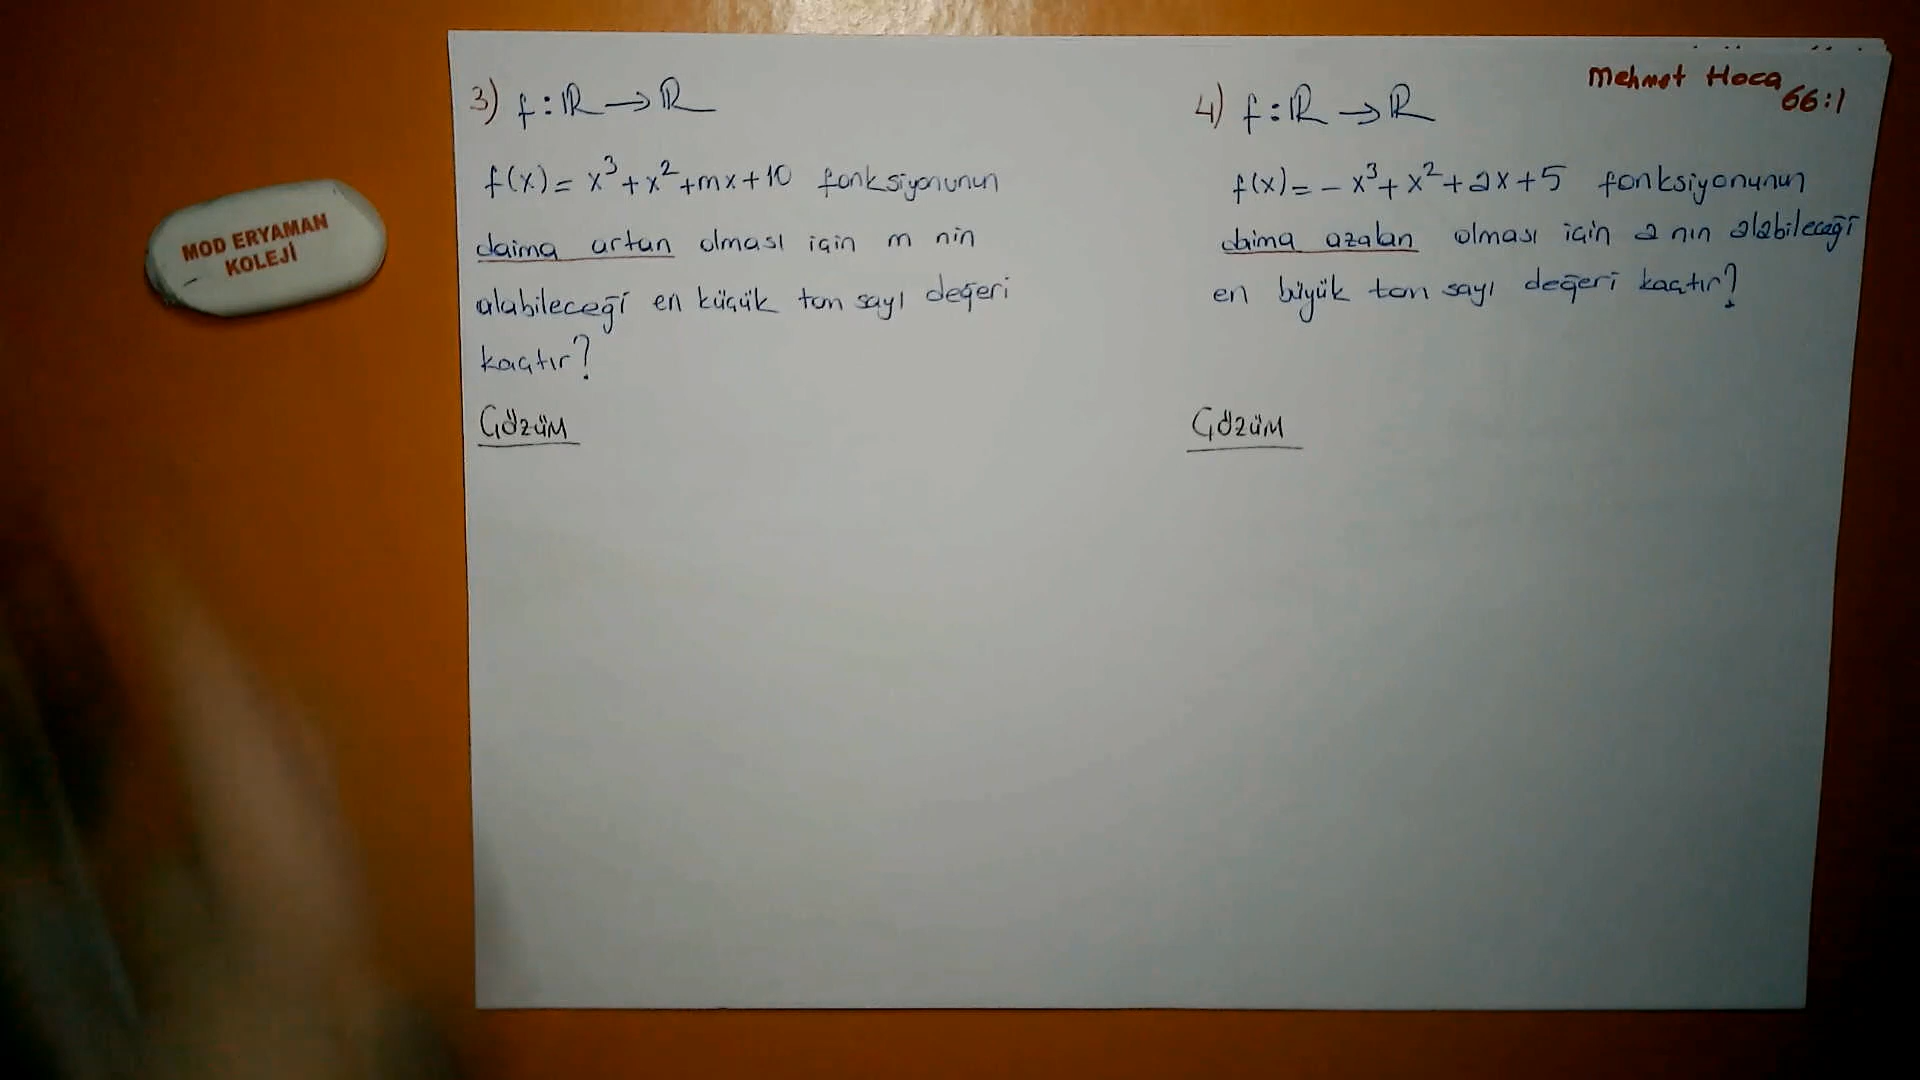 MOD ERYAMAN
KOLEJİ
Mehmet Hoca
66:1
3) f:ℝ→ℝ
f(x)= x³+x²+mx+10 fonksiyonunun
daima artan olması için m nin
alabileceği en küçük tam sayı değeri
kaçtır?
Çözüm
4) f:ℝ→ℝ
f(x)= -x³+x²+ax+5 fonksiyonunun
daima azalan olması için a nın alabileceği
en büyük tam sayı değeri kaçtır?
Çözüm